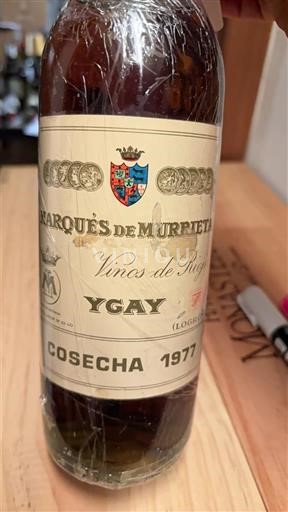 MARQUÉS DE MURRIETA
Vinos de Rioja
YGAY
COSECHA 1977